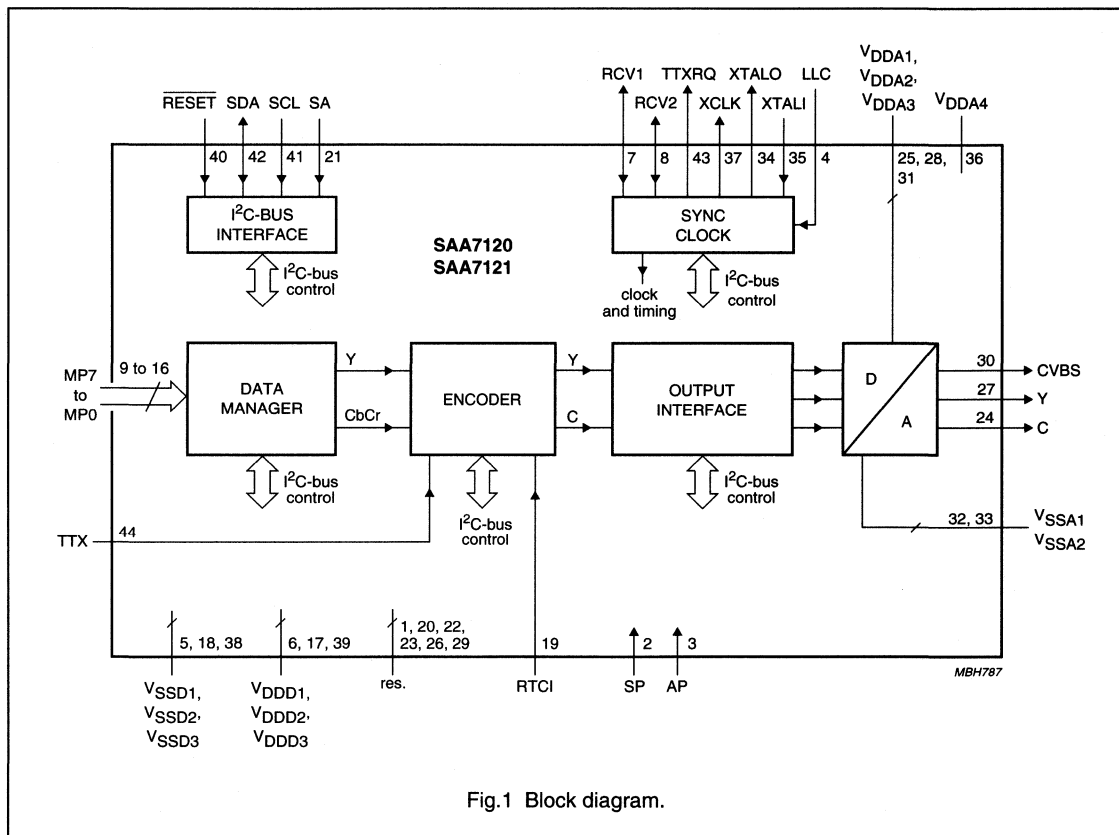 VDDA1,
VDDA2,
VDDA3
VDDA4
RCV1 TTXRQ XTALO LLC
RCV2 XCLK XTALI
RESET SDA SCL SA
40 42 41 21
7 8 43 37 34 35 4
25, 28,
31
36
I2C-BUS
INTERFACE
SYNC
CLOCK
SAA7120
SAA7121
I2C-bus
control
clock
and timing
I2C-bus
control
MP7
to
MP0
9 to 16
DATA
MANAGER
Y
CbCr
ENCODER
Y
C
OUTPUT
INTERFACE
D
A
30 CVBS
27 Y
24 C
I2C-bus
control
I2C-bus
control
I2C-bus
control
TTX 44
32, 33
VSSA1
VSSA2
5, 18, 38
6, 17, 39
1, 20, 22,
23, 26, 29
19
2
3
MBH787
VSSD1,
VSSD2,
VSSD3
VDDD1,
VDDD2,
VDDD3
res.
RTCI
SP
AP
Fig.1 Block diagram.